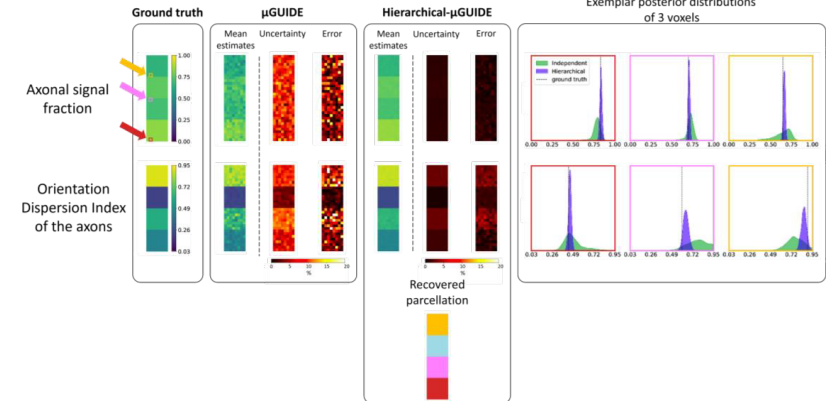 Exemplar posterior distributions
of 3 voxels
Ground truth
μGUIDE
Hierarchical-μGUIDE
Mean
estimates
Uncertainty
Error
Mean
estimates
Uncertainty
Error
Axonal signal
fraction
1.00
0.75
0.50
0.25
0.00
Independent
Hierarchical
ground truth
0.00 0.25 0.50 0.75 1.00
0.00 0.25 0.50 0.75 1.00
0.00 0.25 0.50 0.75 1.00
Orientation
Dispersion Index
of the axons
0.95
0.72
0.49
0.26
0.03
0.03 0.26 0.49 0.72 0.95
0.03 0.26 0.49 0.72 0.95
0.03 0.26 0.49 0.72 0.95
0 5 10 15 20
%
0 5 10 15 20
%
Recovered
parcellation